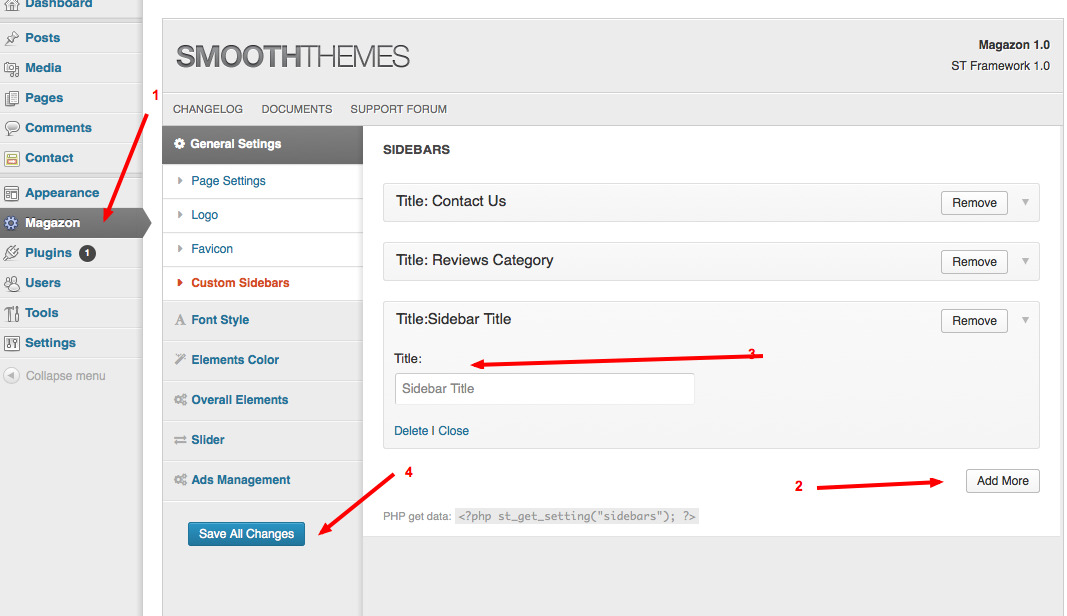 Dashboard
Posts
Media
Pages
Comments
Contact
Appearance
Magazon
Plugins 1
Users
Tools
Settings
Collapse menu
1
SMOOTHTHEMES
Magazon 1.0
ST Framework 1.0
CHANGELOG DOCUMENTS SUPPORT FORUM
General Setings
Page Settings
Logo
Favicon
Custom Sidebars
Font Style
Elements Color
Overall Elements
Slider
Ads Management
4
Save All Changes
SIDEBARS
Title: Contact Us Remove
Title: Reviews Category Remove
Title:Sidebar Title Remove
Title:
3
Sidebar Title
Delete | Close
2
Add More
PHP get data: <?php st_get_setting("sidebars"); ?>